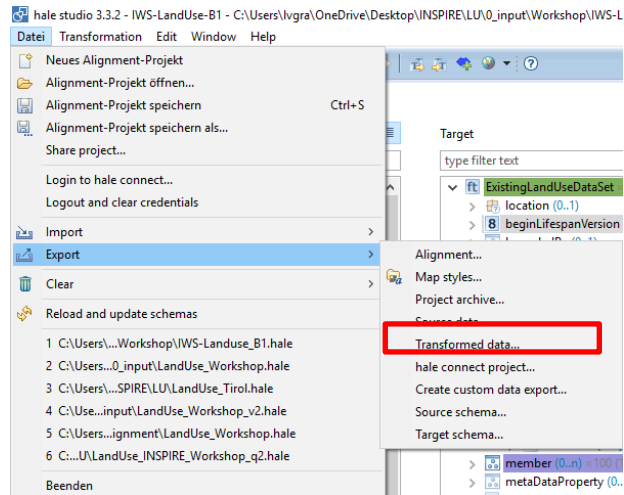 hale studio 3.3.2 - IWS-LandUse-B1 - C:\Users\lvgra\OneDrive\Desktop\INSPIRE\LU\0_input\Workshop\IWS-L
Datei Transformation Edit Window Help
Neues Alignment-Projekt
Alignment-Projekt öffnen...
Alignment-Projekt speichern Ctrl+S
Alignment-Projekt speichern als...
Share project...
Login to hale connect...
Logout and clear credentials
Import
Export
Clear
Reload and update schemas
1 C:\Users\...Workshop\IWS-Landuse_B1.hale
2 C:\Users...0_input\LandUse_Workshop.hale
3 C:\Users\...SPIRE\LU\LandUse_Tirol.hale
4 C:\Use...input\LandUse_Workshop_v2.hale
5 C:\Users...ignment\LandUse_Workshop.hale
6 C:...U\LandUse_INSPIRE_Workshop_q2.hale
Beenden
Target
type filter text
ft ExistingLandUseDataSet
location (0..1)
8 beginLifespanVersion
Alignment...
Map styles...
Project archive...
Source data...
Transformed data...
hale connect project...
Create custom data export...
Source schema...
Target schema...
member (0..n) ×100
metaDataProperty (0..